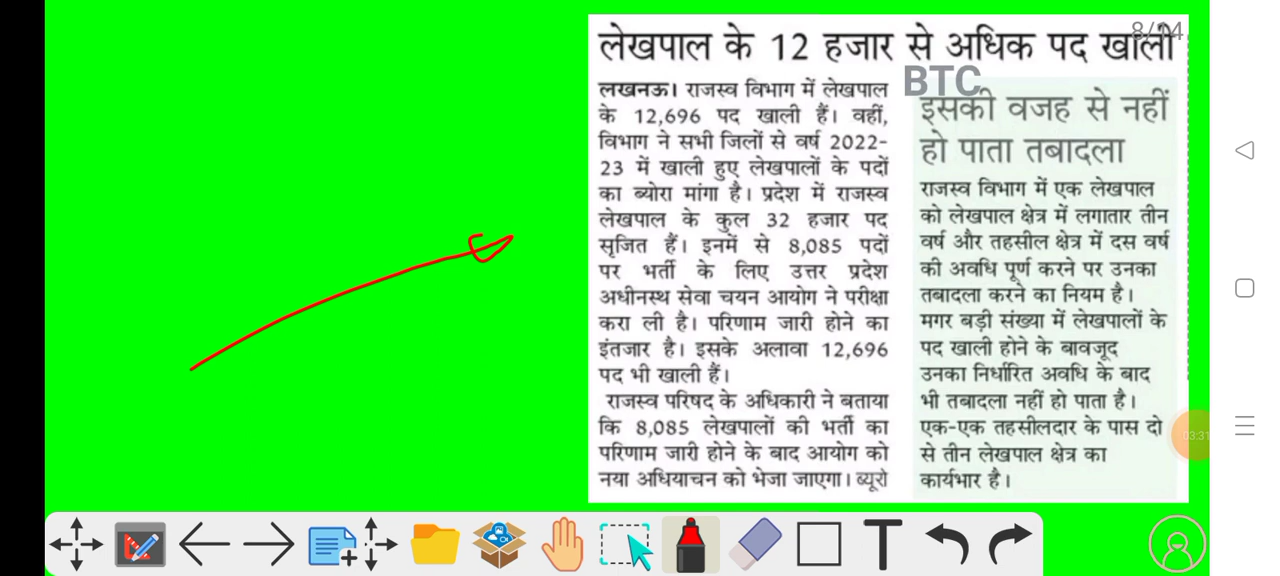 8/14
लेखपाल के 12 हजार से अधिक पद खाली
BTC
लखनऊ। राजस्व विभाग में लेखपाल
के 12,696 पद खाली हैं। वहीं,
विभाग ने सभी जिलों से वर्ष 2022-
23 में खाली हुए लेखपालों के पदों
का ब्योरा मांगा है। प्रदेश में राजस्व
लेखपाल के कुल 32 हजार पद
सृजित हैं। इनमें से 8,085 पदों
पर भर्ती के लिए उत्तर प्रदेश
अधीनस्थ सेवा चयन आयोग ने परीक्षा
करा ली है। परिणाम जारी होने का
इंतजार है। इसके अलावा 12,696
पद भी खाली हैं।
राजस्व परिषद के अधिकारी ने बताया
कि 8,085 लेखपालों की भर्ती का
परिणाम जारी होने के बाद आयोग को
नया अधियाचन को भेजा जाएगा। ब्यूरो
इसकी वजह से नहीं
हो पाता तबादला
राजस्व विभाग में एक लेखपाल
को लेखपाल क्षेत्र में लगातार तीन
वर्ष और तहसील क्षेत्र में दस वर्ष
की अवधि पूर्ण करने पर उनका
तबादला करने का नियम है।
मगर बड़ी संख्या में लेखपालों के
पद खाली होने के बावजूद
उनका निर्धारित अवधि के बाद
भी तबादला नहीं हो पाता है।
एक-एक तहसीलदार के पास दो
से तीन लेखपाल क्षेत्र का
कार्यभार है।
03:31
T